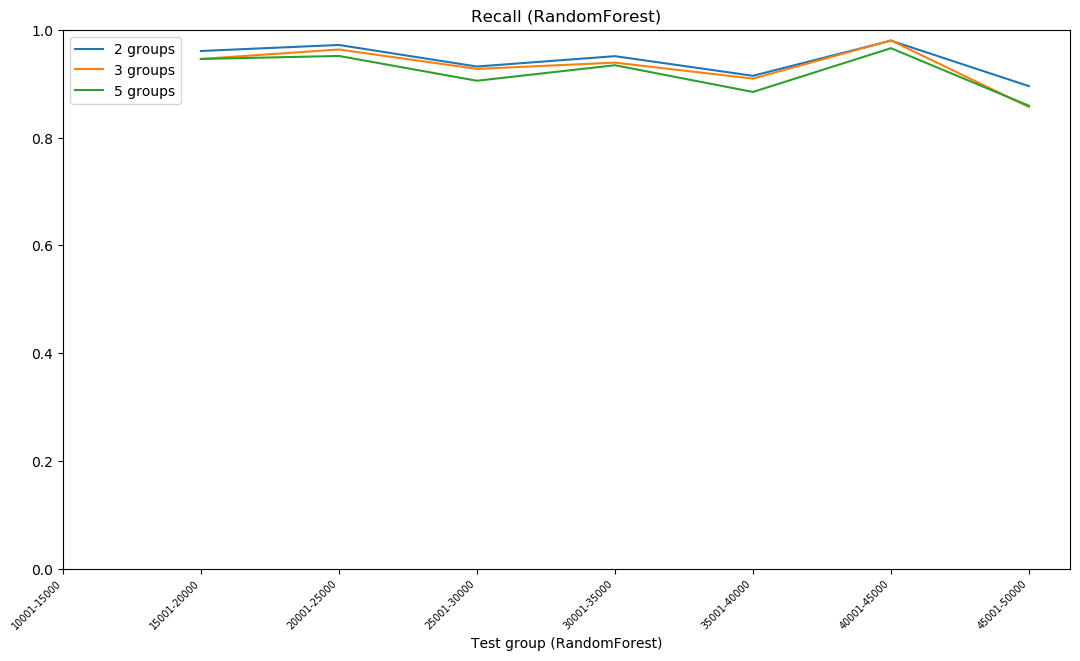 Recall (RandomForest)
2 groups
3 groups
5 groups
1.0
0.8
0.6
0.4
0.2
0.0
10001-15000
15001-20000
20001-25000
25001-30000
30001-35000
35001-40000
40001-45000
45001-50000
Test group (RandomForest)